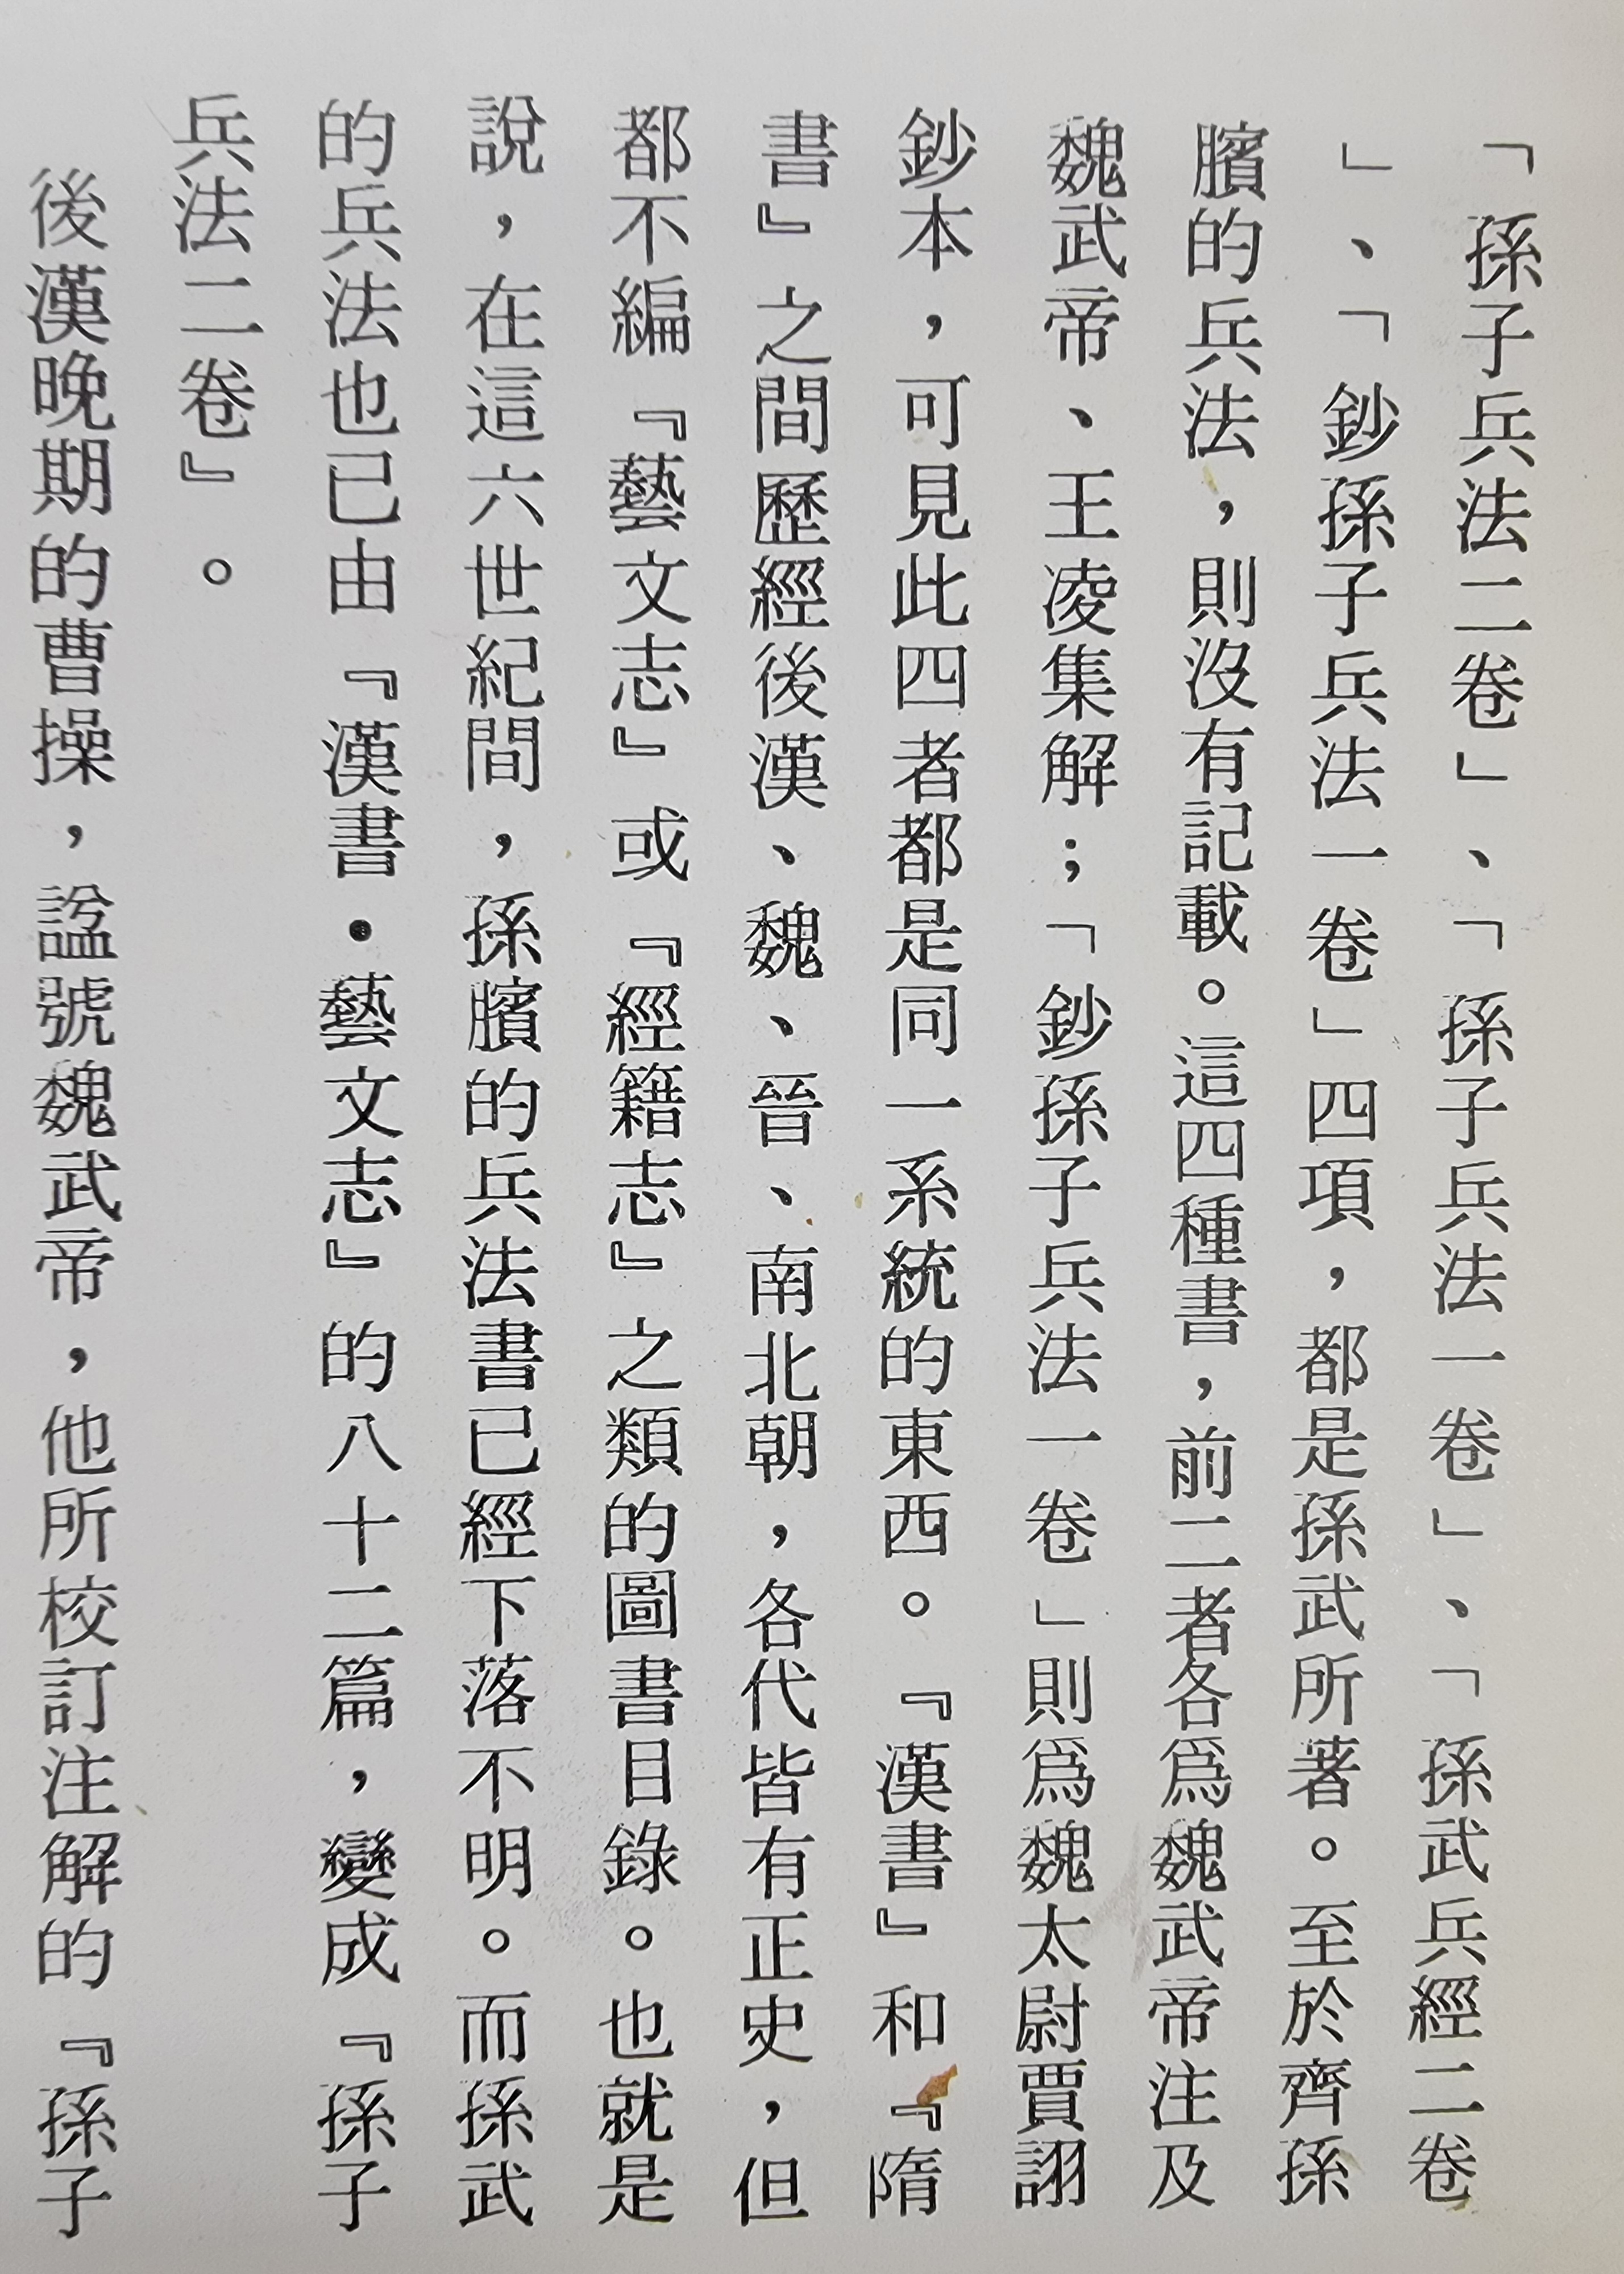 「孫子兵法二卷」、「孫子兵法一卷」、「孫武兵經二卷
」、「鈔孫子兵法一卷」四項，都是孫武所著。至於齊孫
臏的兵法，則沒有記載。這四種書，前二者各爲魏武帝注及
魏武帝、王凌集解；「鈔孫子兵法一卷」則爲魏太尉賈詡
鈔本，可見此四者都是同一系統的東西。『漢書』和『隋
書』之間歷經後漢、魏、晉、南北朝，各代皆有正史，但
都不編『藝文志』或『經籍志』之類的圖書目錄。也就是
說，在這六世紀間，孫臏的兵法書已經下落不明。而孫武
的兵法也已由『漢書・藝文志』的八十二篇，變成『孫子
兵法二卷』。
後漢晚期的曹操，諡號魏武帝，他所校訂注解的『孫子